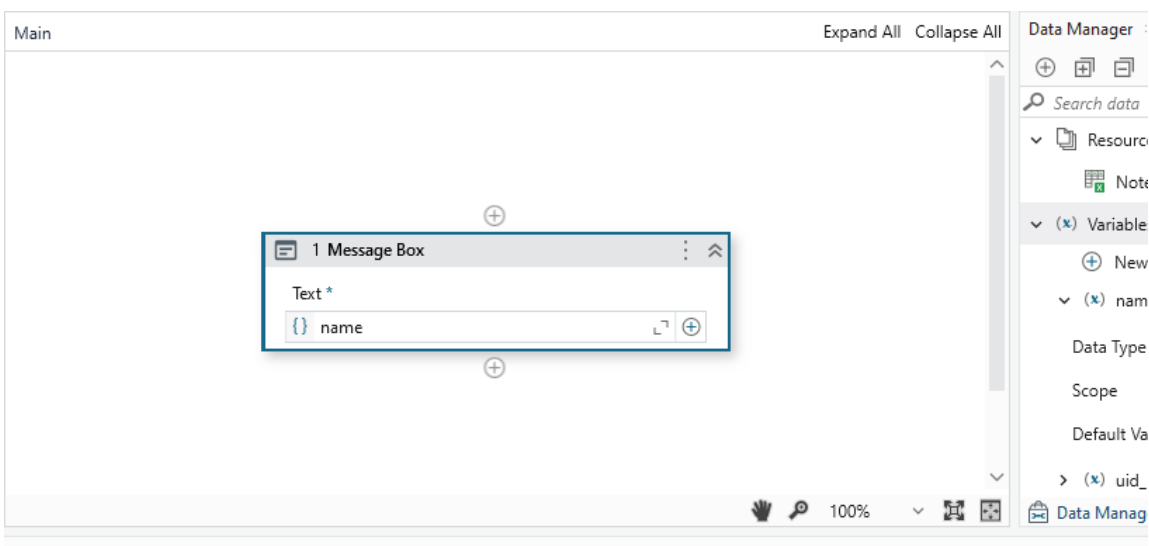 Main
Expand All Collapse All
1 Message Box
Text *
{} name
100%
Data Manager
Search data
Resourc
Note
(x) Variable
New
(x) nam
Data Type
Scope
Default Va
(x) uid_
Data Manag